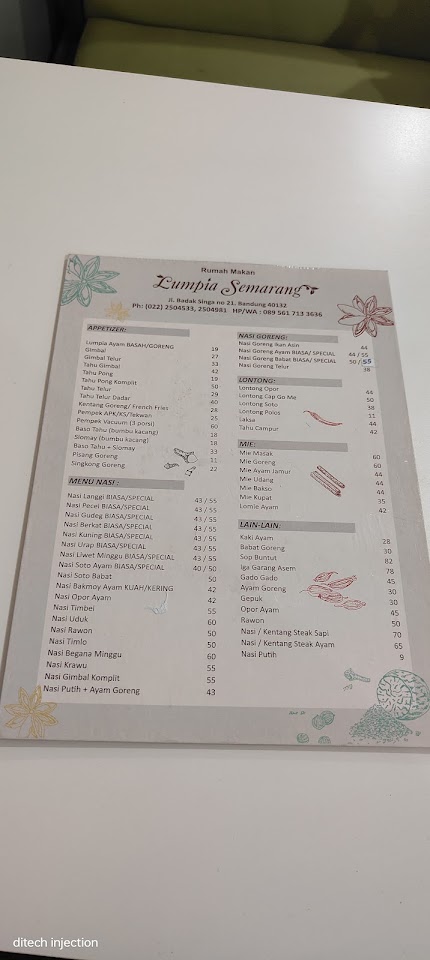 Rumah Makan
Lumpia Semarang
Jl. Badak Singa no 21. Bandung 40132
Ph: (022) 2504533, 2504981 HP/WA : 089 561 713 3636
APPETIZER:
Lumpia Ayam BASAH/GORENG 19
Gimbal 27
Gimbal Telur 33
Tahu Gimbal 42
Tahu Pong 19
Tahu Pong Komplit 50
Tahu Telur 29
Tahu Telur Dadar 40
Kentang Goreng/ French Fries 28
Pempek APK/KS/Tekwan 25
Pempek Vacuum (3 porsi) 60
Baso Tahu (bumbu kacang) 18
Siomay (bumbu kacang) 18
Baso Tahu + Siomay 33
Pisang Goreng 11
Singkong Goreng 22
MENU NASI :
Nasi Langgi BIASA/SPECIAL 43 / 55
Nasi Pecel BIASA/SPECIAL 43 / 55
Nasi Gudeg BIASA/SPECIAL 43 / 55
Nasi Berkat BIASA/SPECIAL 43 / 55
Nasi Kuning BIASA/SPECIAL 43 / 55
Nasi Urap BIASA/SPECIAL 43 / 55
Nasi Liwet Minggu BIASA/SPECIAL 43 / 55
Nasi Soto Ayam BIASA/SPECIAL 40 / 50
Nasi Soto Babat 50
Nasi Bakmoy Ayam KUAH/KERING 42
Nasi Opor Ayam 42
Nasi Timbel 55
Nasi Uduk 60
Nasi Rawon 50
Nasi Timlo 50
Nasi Begana Minggu 60
Nasi Krawu 55
Nasi Gimbal Komplit 55
Nasi Putih + Ayam Goreng 43
NASI GORENG:
Nasi Goreng Ikan Asin 44
Nasi Goreng Ayam BIASA/ SPECIAL 44 / 55
Nasi Goreng Babat BIASA/ SPECIAL 50 / 55
Nasi Goreng Telur 38
LONTONG:
Lontong Opor 44
Lontong Cap Go Me 50
Lontong Soto 38
Lontong Polos 11
Laksa 44
Tahu Campur 42
MIE:
Mie Masak 60
Mie Goreng 60
Mie Ayam Jamur 42
Mie Udang 44
Mie Bakso 44
Mie Kupat 35
Lomie Ayam 42
LAIN-LAIN:
Kaki Ayam 28
Babat Goreng 30
Sop Buntut 82
Iga Garang Asem 78
Gado Gado 45
Ayam Goreng 30
Gepuk 30
Opor Ayam 45
Rawon 50
Nasi / Kentang Steak Sapi 70
Nasi / Kentang Steak Ayam 65
Nasi Putih 9
ditech injection